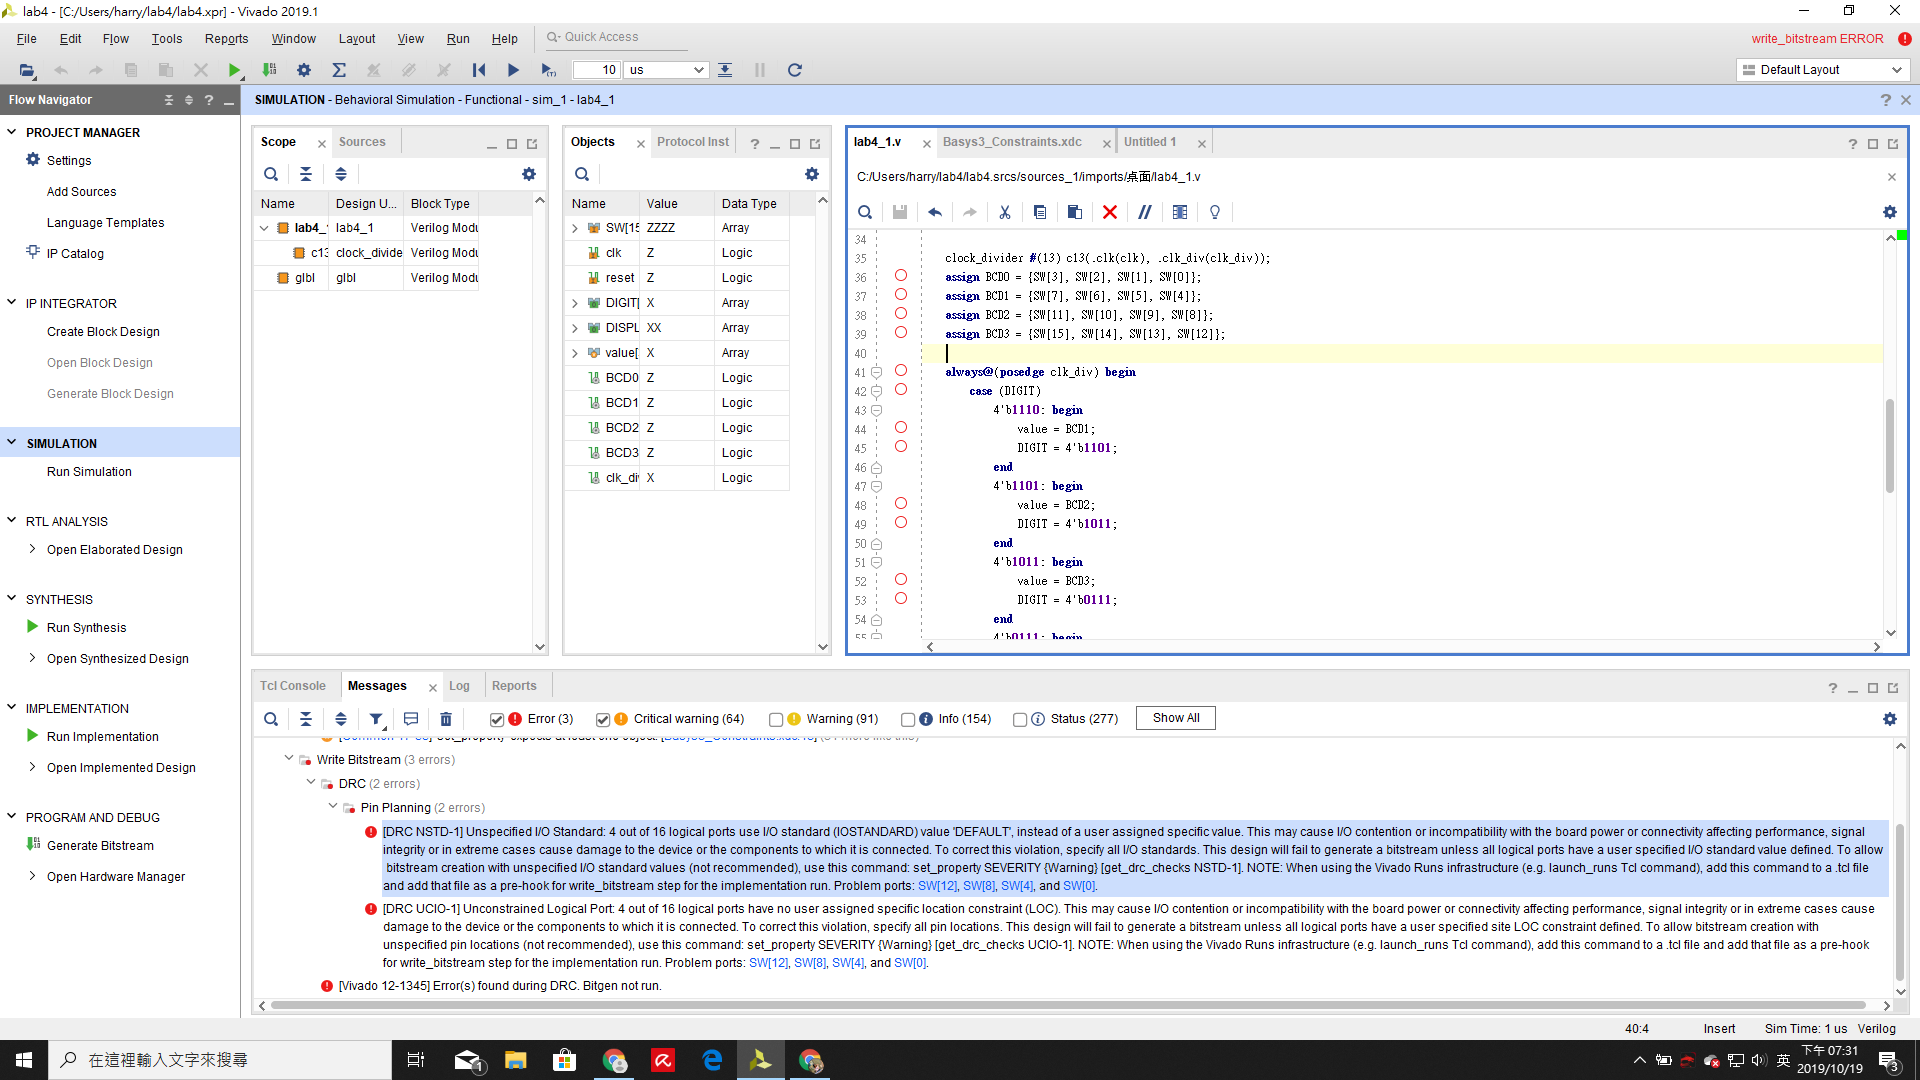 lab4 - [C:/Users/harry/lab4/lab4.xpr] - Vivado 2019.1
File Edit Flow Tools Reports Window Layout View Run Help Quick Access
write_bitstream ERROR
10 us
Default Layout
Flow Navigator
SIMULATION - Behavioral Simulation - Functional - sim_1 - lab4_1
PROJECT MANAGER
Settings
Add Sources
Language Templates
IP Catalog
IP INTEGRATOR
Create Block Design
Open Block Design
Generate Block Design
SIMULATION
Run Simulation
RTL ANALYSIS
Open Elaborated Design
SYNTHESIS
Run Synthesis
Open Synthesized Design
IMPLEMENTATION
Run Implementation
Open Implemented Design
PROGRAM AND DEBUG
Generate Bitstream
Open Hardware Manager
Scope Sources
Name Design U... Block Type
lab4_1 lab4_1 Verilog Modu
c13 clock_divide Verilog Modu
glbl glbl Verilog Modu
Objects Protocol Inst
Name Value Data Type
SW[15 ZZZZ Array
clk Z Logic
reset Z Logic
DIGIT[ X Array
DISPL XX Array
value[ X Array
BCD0 Z Logic
BCD1 Z Logic
BCD2 Z Logic
BCD3 Z Logic
clk_di X Logic
lab4_1.v Basys3_Constraints.xdc Untitled 1
C:/Users/harry/lab4/lab4.srcs/sources_1/imports/桌面/lab4_1.v
34
35 clock_divider #(13) c13(.clk(clk), .clk_div(clk_div));
36 assign BCD0 = {SW[3], SW[2], SW[1], SW[0]};
37 assign BCD1 = {SW[7], SW[6], SW[5], SW[4]};
38 assign BCD2 = {SW[11], SW[10], SW[9], SW[8]};
39 assign BCD3 = {SW[15], SW[14], SW[13], SW[12]};
40
41 always@(posedge clk_div) begin
42 case (DIGIT)
43 4'b1110: begin
44 value = BCD1;
45 DIGIT = 4'b1101;
46 end
47 4'b1101: begin
48 value = BCD2;
49 DIGIT = 4'b1011;
50 end
51 4'b1011: begin
52 value = BCD3;
53 DIGIT = 4'b0111;
54 end
55 4'b0111: begin
Tcl Console Messages Log Reports
Error (3) Critical warning (64) Warning (91) Info (154) Status (277) Show All
Write Bitstream (3 errors)
DRC (2 errors)
Pin Planning (2 errors)
[DRC NSTD-1] Unspecified I/O Standard: 4 out of 16 logical ports use I/O standard (IOSTANDARD) value 'DEFAULT', instead of a user assigned specific value. This may cause I/O contention or incompatibility with the board power or connectivity affecting performance, signal
integrity or in extreme cases cause damage to the device or the components to which it is connected. To correct this violation, specify all I/O standards. This design will fail to generate a bitstream unless all logical ports have a user specified I/O standard value defined. To allow
bitstream creation with unspecified I/O standard values (not recommended), use this command: set_property SEVERITY {Warning} [get_drc_checks NSTD-1]. NOTE: When using the Vivado Runs infrastructure (e.g. launch_runs Tcl command), add this command to a .tcl file
and add that file as a pre-hook for write_bitstream step for the implementation run. Problem ports: SW[12], SW[8], SW[4], and SW[0].
[DRC UCIO-1] Unconstrained Logical Port: 4 out of 16 logical ports have no user assigned specific location constraint (LOC). This may cause I/O contention or incompatibility with the board power or connectivity affecting performance, signal integrity or in extreme cases cause
damage to the device or the components to which it is connected. To correct this violation, specify all pin locations. This design will fail to generate a bitstream unless all logical ports have a user specified site LOC constraint defined. To allow bitstream creation with
unspecified pin locations (not recommended), use this command: set_property SEVERITY {Warning} [get_drc_checks UCIO-1]. NOTE: When using the Vivado Runs infrastructure (e.g. launch_runs Tcl command), add this command to a .tcl file and add that file as a pre-hook
for write_bitstream step for the implementation run. Problem ports: SW[12], SW[8], SW[4], and SW[0].
[Vivado 12-1345] Error(s) found during DRC. Bitgen not run.
40:4 Insert Sim Time: 1 us Verilog
在這裡輸入文字來搜尋
1
英
下午 07:31
2019/10/19
3